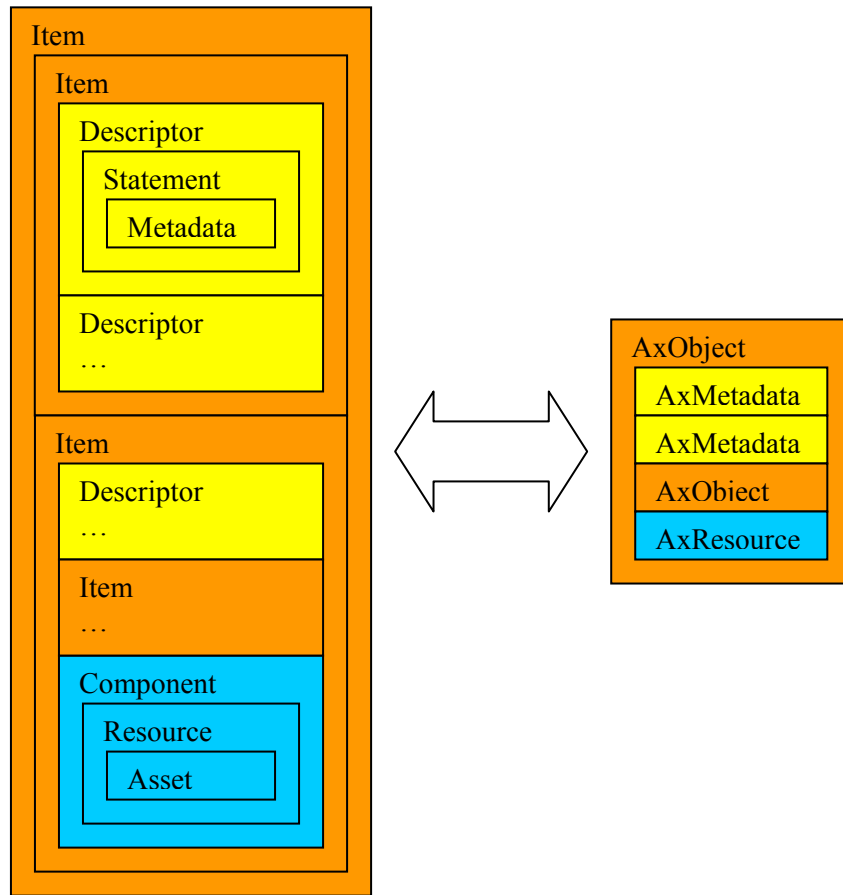 Item
Item
Descriptor
Statement
Metadata
Descriptor
…
Item
Descriptor
…
Item
…
Component
Resource
Asset
AxObject
AxMetadata
AxMetadata
AxObject
AxResource